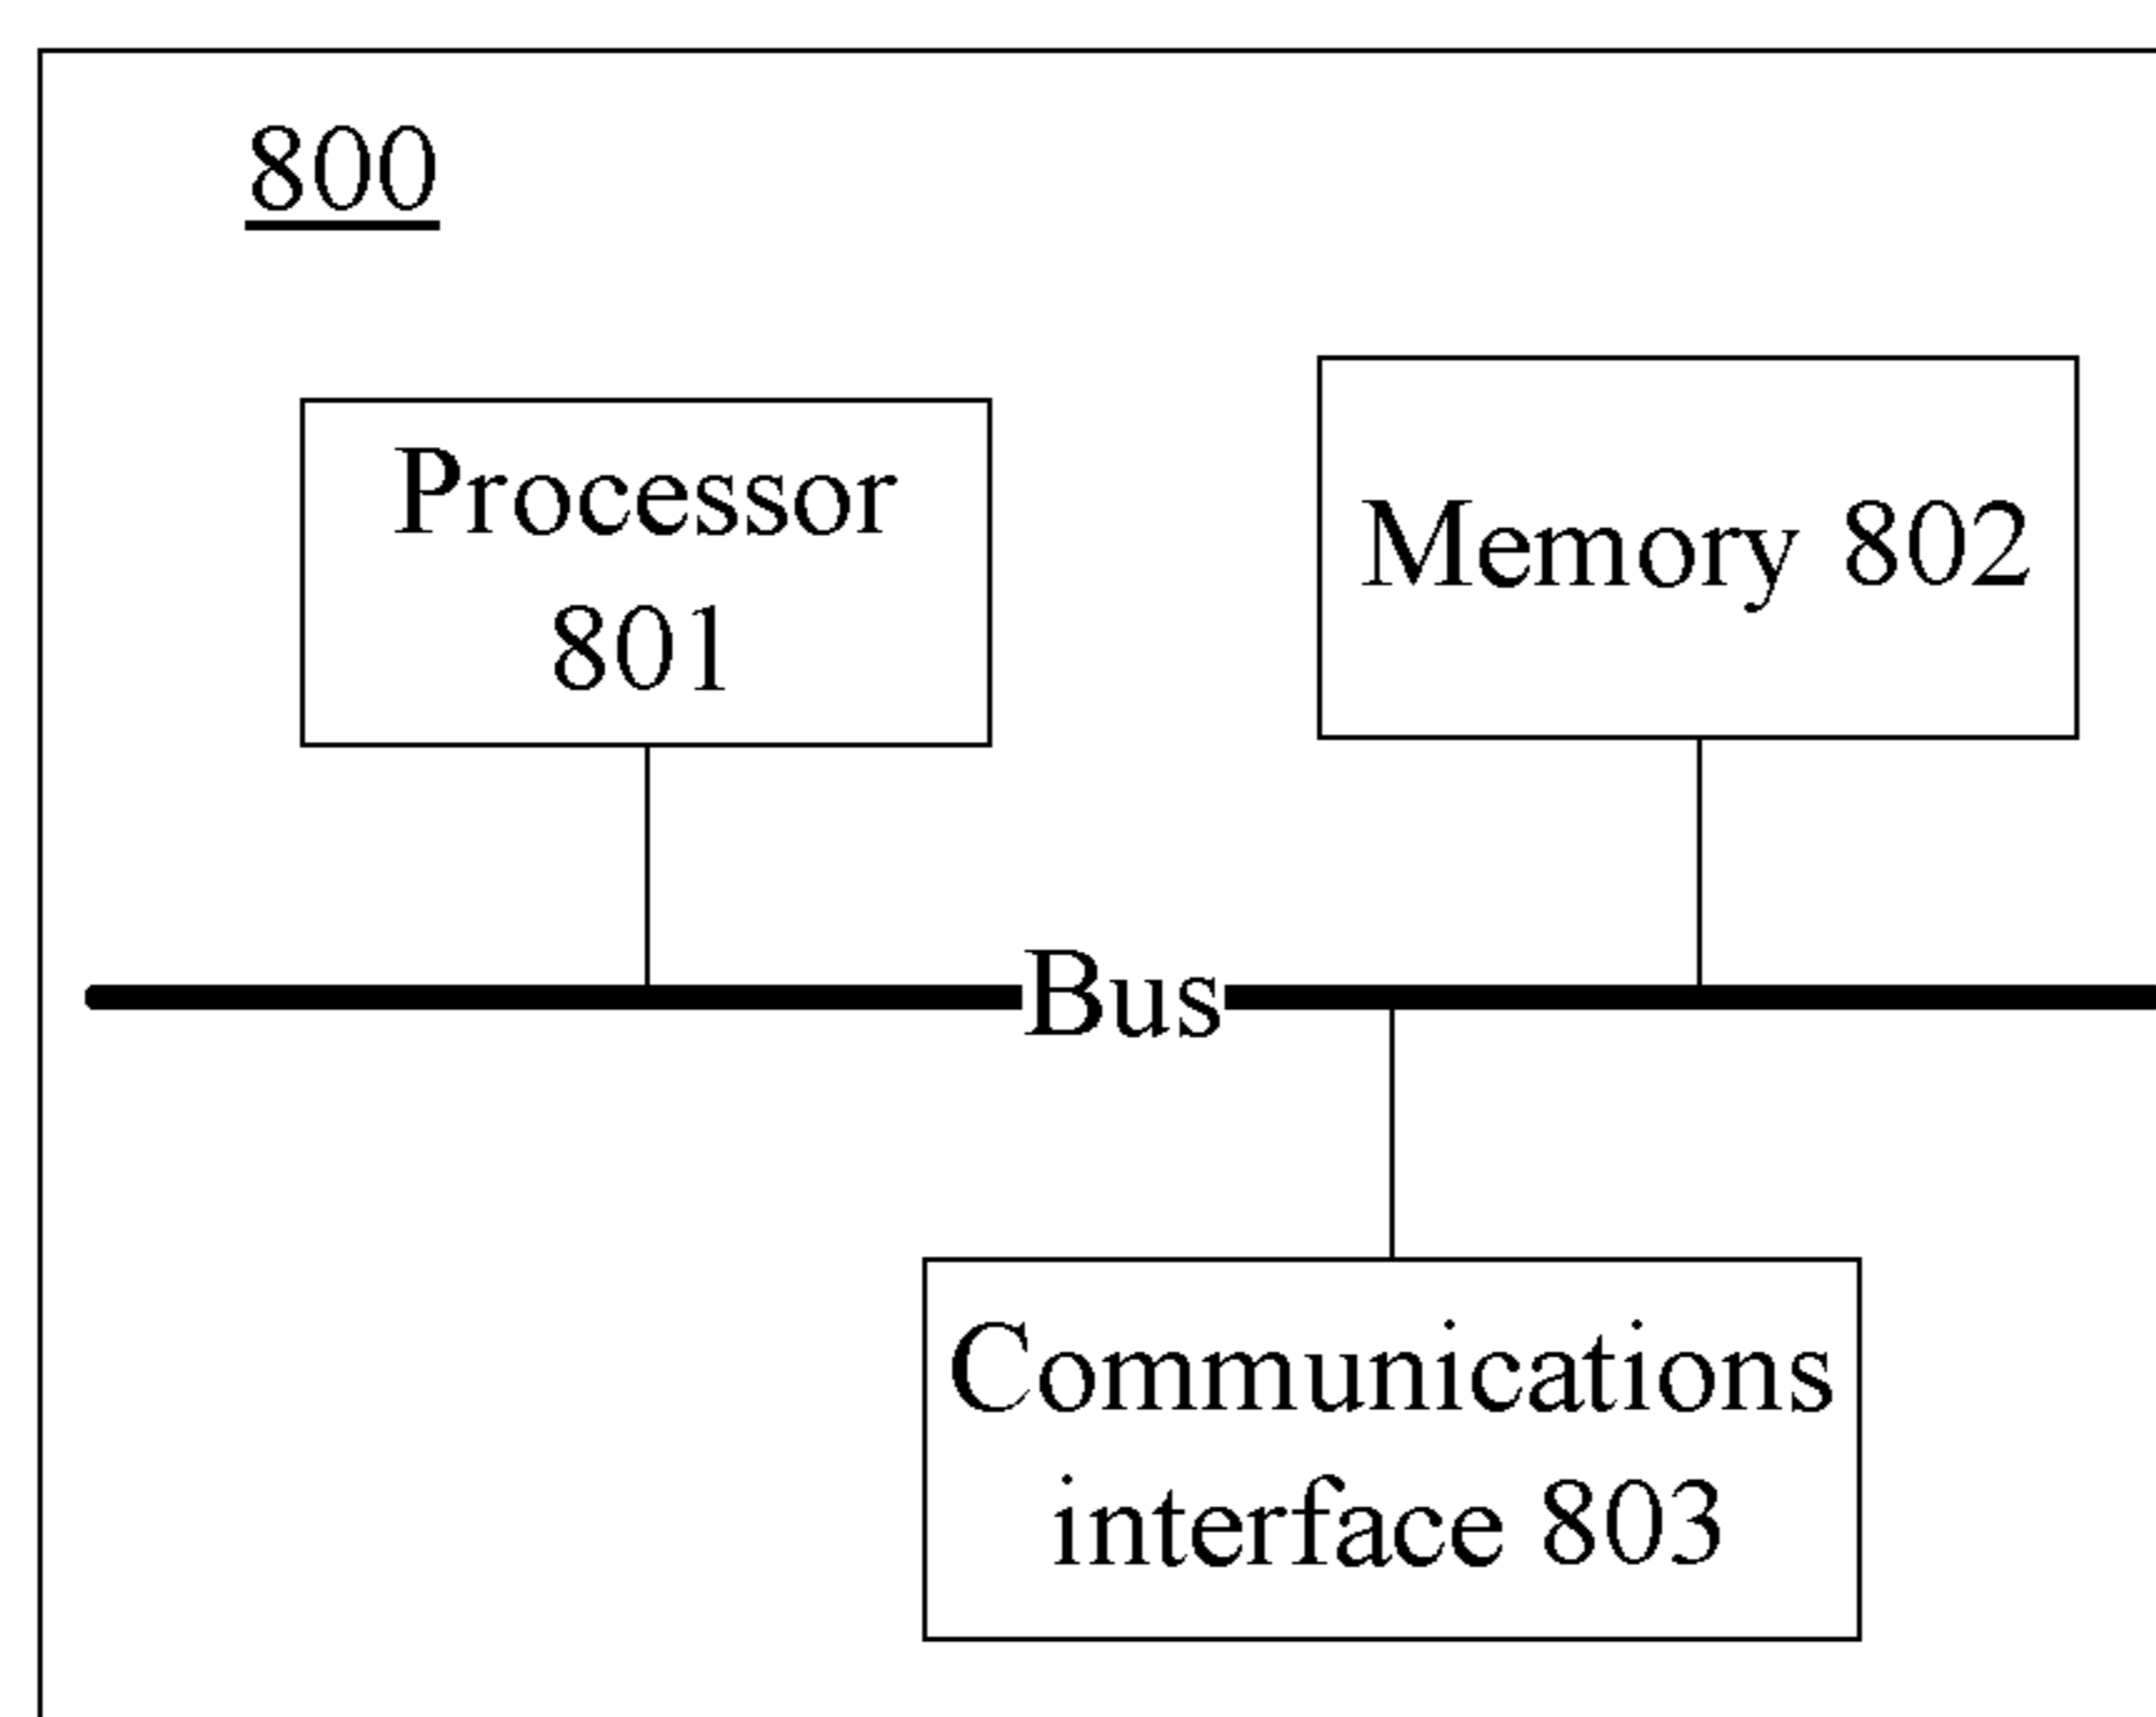 800
Processor
801
Memory 802
Bus
Communications
interface 803